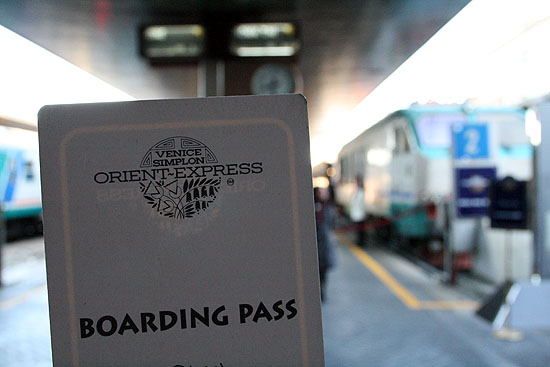 VENICE
SIMPLON
ORIENT-EXPRESS
BOARDING PASS
2